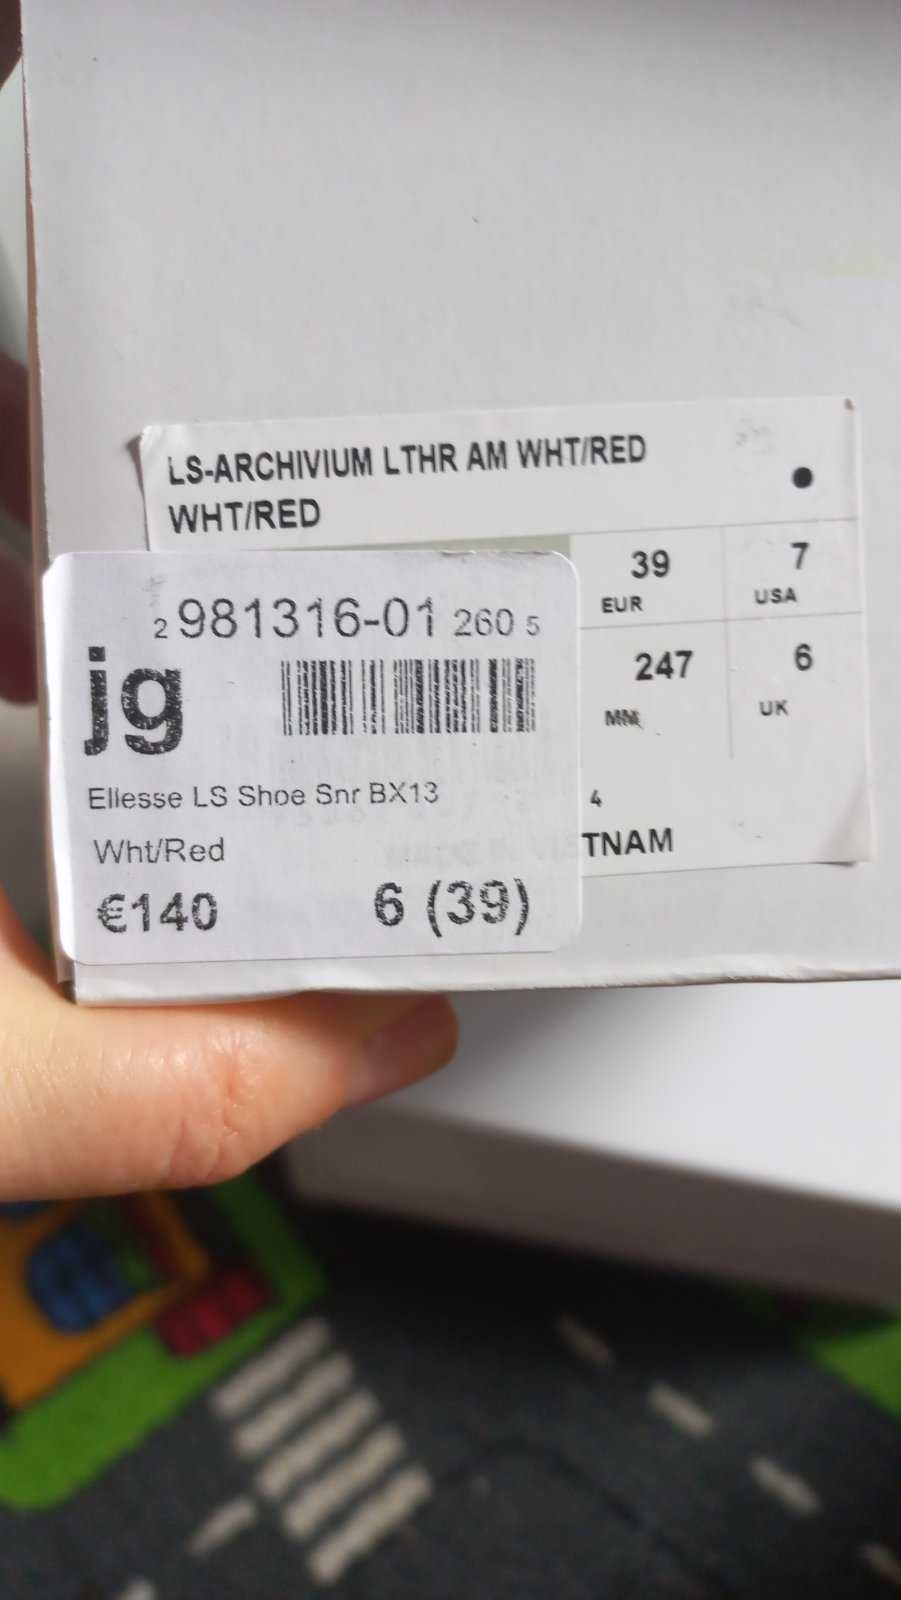 LS-ARCHIVIUM LTHR AM WHT/RED
WHT/RED
39
EUR
7
USA
247
MM
6
UK
4
TNAM
2 981316-01 260 5
jg
Ellesse LS Shoe Snr BX13
Wht/Red
€140 6 (39)